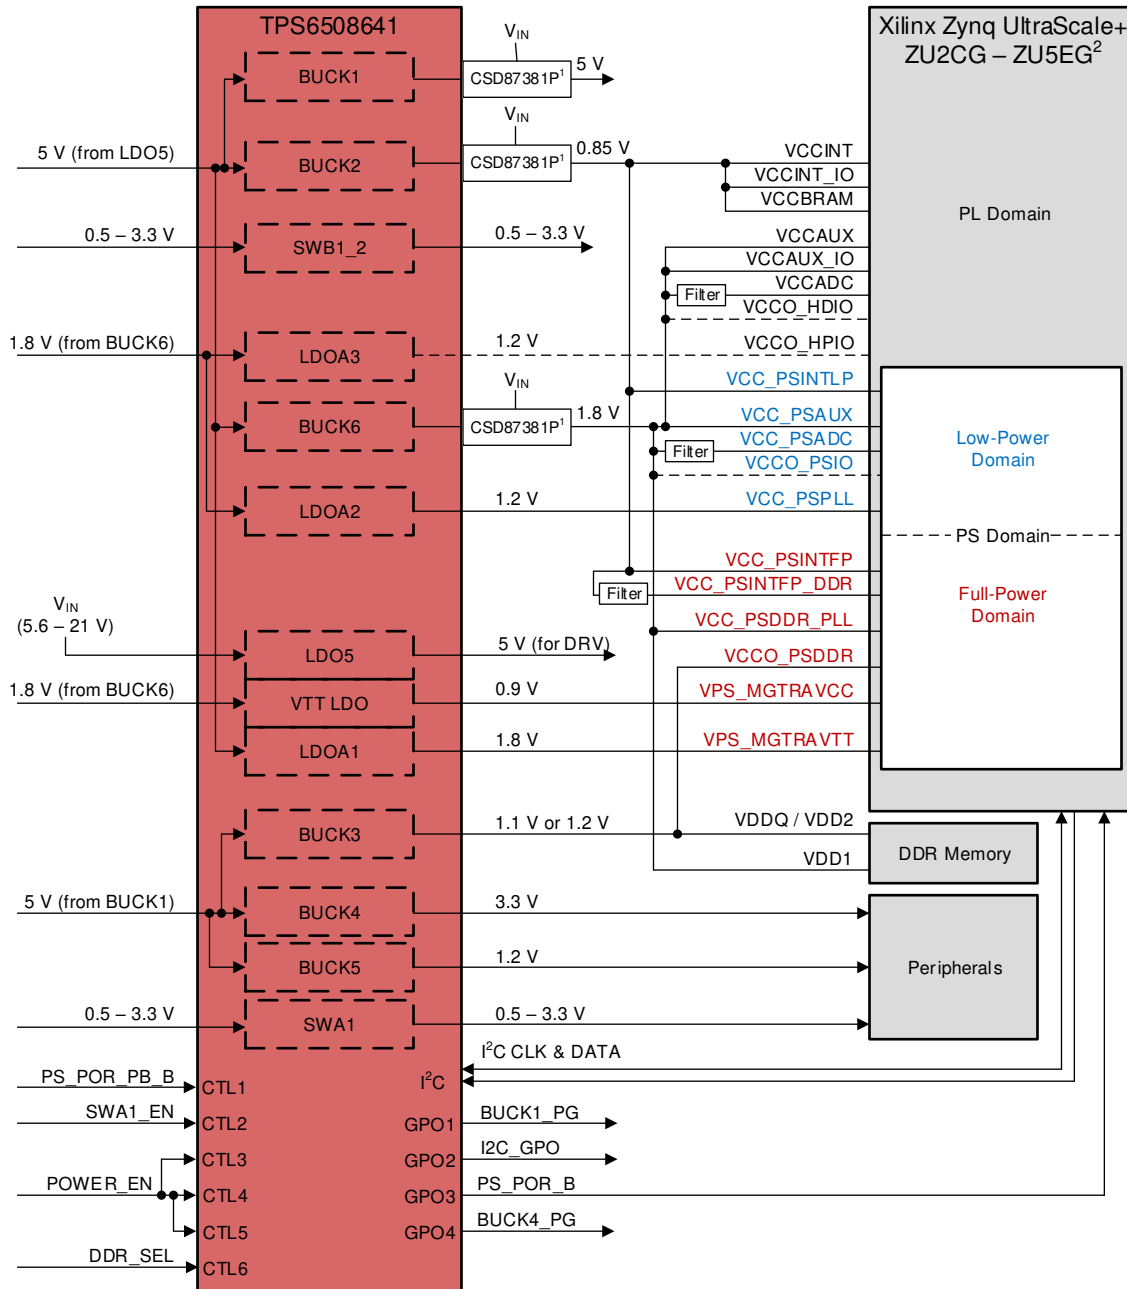 TPS6508641
Xilinx Zynq UltraScale+
ZU2CG – ZU5EG²
VIN
BUCK1
CSD87381P¹
5 V
VIN
5 V (from LDO5)
BUCK2
CSD87381P¹
0.85 V
VCCINT
VCCINT_IO
VCCBRAM
PL Domain
0.5 – 3.3 V
SWB1_2
0.5 – 3.3 V
VCCAUX
VCCAUX_IO
Filter
VCCADC
VCCO_HDIO
1.8 V (from BUCK6)
LDOA3
1.2 V
VCCO_HPIO
VIN
VCC_PSINTLP
BUCK6
CSD87381P¹
1.8 V
VCC_PSAUX
Filter
VCC_PSADC
VCCO_PSIO
Low-Power
Domain
LDOA2
1.2 V
VCC_PSPLL
PS Domain
VCC_PSINTFP
Filter
VCC_PSINTFP_DDR
Full-Power
Domain
VIN
(5.6 – 21 V)
VCC_PSDDR_PLL
LDO5
5 V (for DRV)
VCCO_PSDDR
1.8 V (from BUCK6)
VTT LDO
0.9 V
VPS_MGTRAVCC
LDOA1
1.8 V
VPS_MGTRAVTT
BUCK3
1.1 V or 1.2 V
VDDQ / VDD2
VDD1
DDR Memory
5 V (from BUCK1)
BUCK4
3.3 V
BUCK5
1.2 V
Peripherals
0.5 – 3.3 V
SWA1
0.5 – 3.3 V
I²C CLK & DATA
PS_POR_PB_B
CTL1
I²C
SWA1_EN
CTL2
GPO1
BUCK1_PG
CTL3
GPO2
I2C_GPO
POWER_EN
CTL4
GPO3
PS_POR_B
CTL5
GPO4
BUCK4_PG
DDR_SEL
CTL6